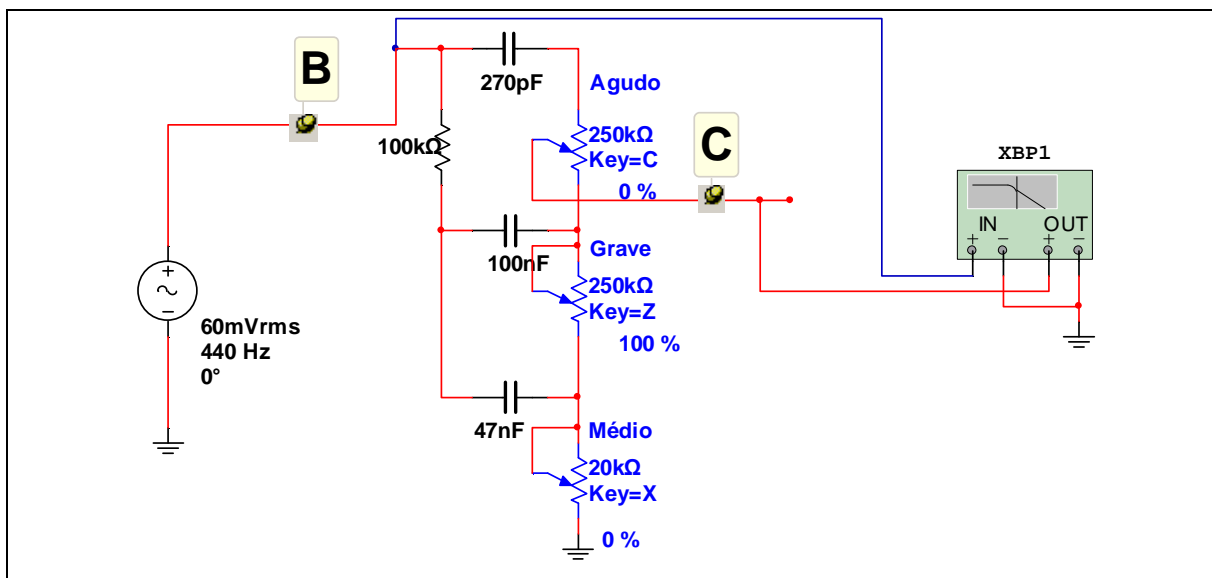 B
270pF
Agudo
100kΩ
250kΩ
Key=C
0 %
C
XBP1
IN
OUT
+
−
+
−
100nF
Grave
250kΩ
Key=Z
100 %
+
−
60mVrms
440 Hz
0°
47nF
Médio
20kΩ
Key=X
0 %